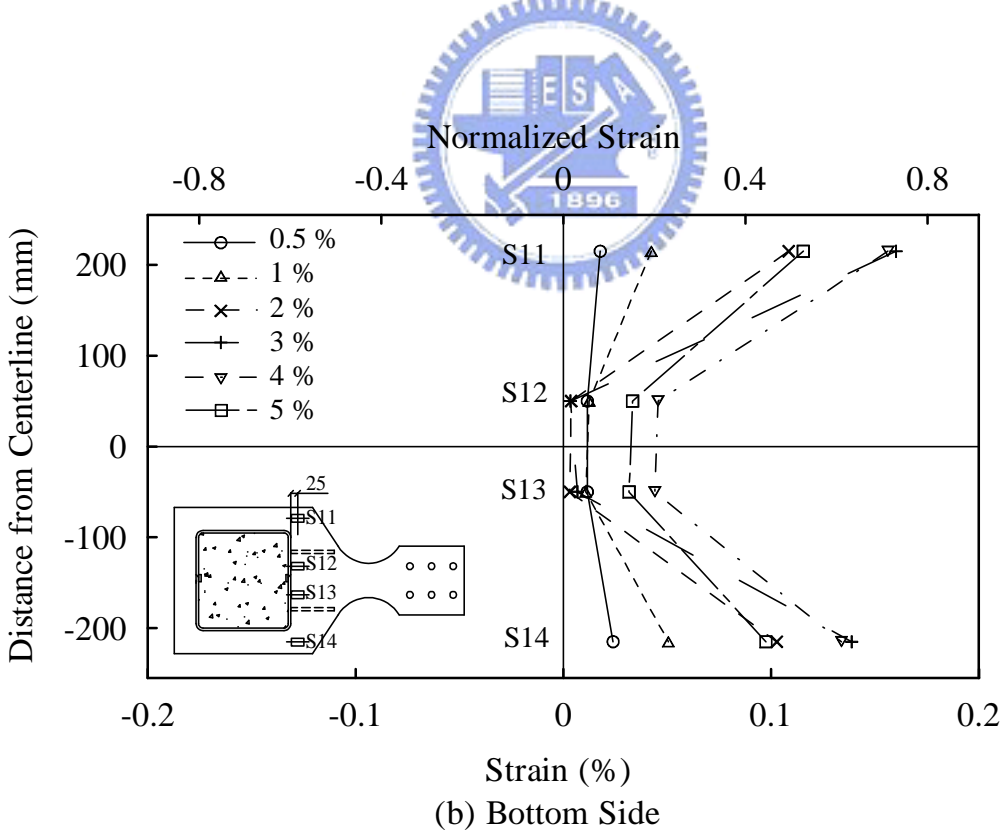 E S A
Normalized Strain
-0.8 -0.4 0 0.4 0.8
1896
0.5 %
1 %
2 %
3 %
4 %
5 %
S11
S12
S13
S14
Distance from Centerline (mm)
200
100
0
-100
-200
25
S11
S12
S13
S14
-0.2 -0.1 0 0.1 0.2
Strain (%)
(b) Bottom Side